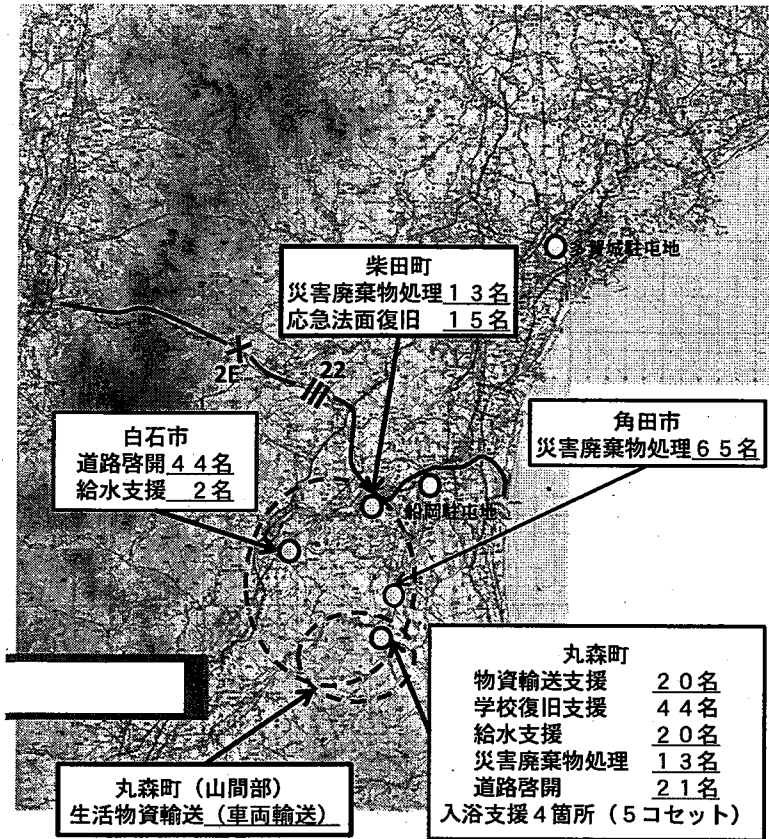 多賀城駐屯地
柴田町
災害廃棄物処理１３名
応急法面復旧　１５名
2E
22
白石市
道路啓開４４名
給水支援　２名
角田市
災害廃棄物処理６５名
船岡駐屯地
丸森町
物資輸送支援　２０名
学校復旧支援　４４名
給水支援　２０名
災害廃棄物処理　１３名
道路啓開　２１名
入浴支援４箇所（５コセット）
丸森町（山間部）
生活物資輸送（車両輸送）